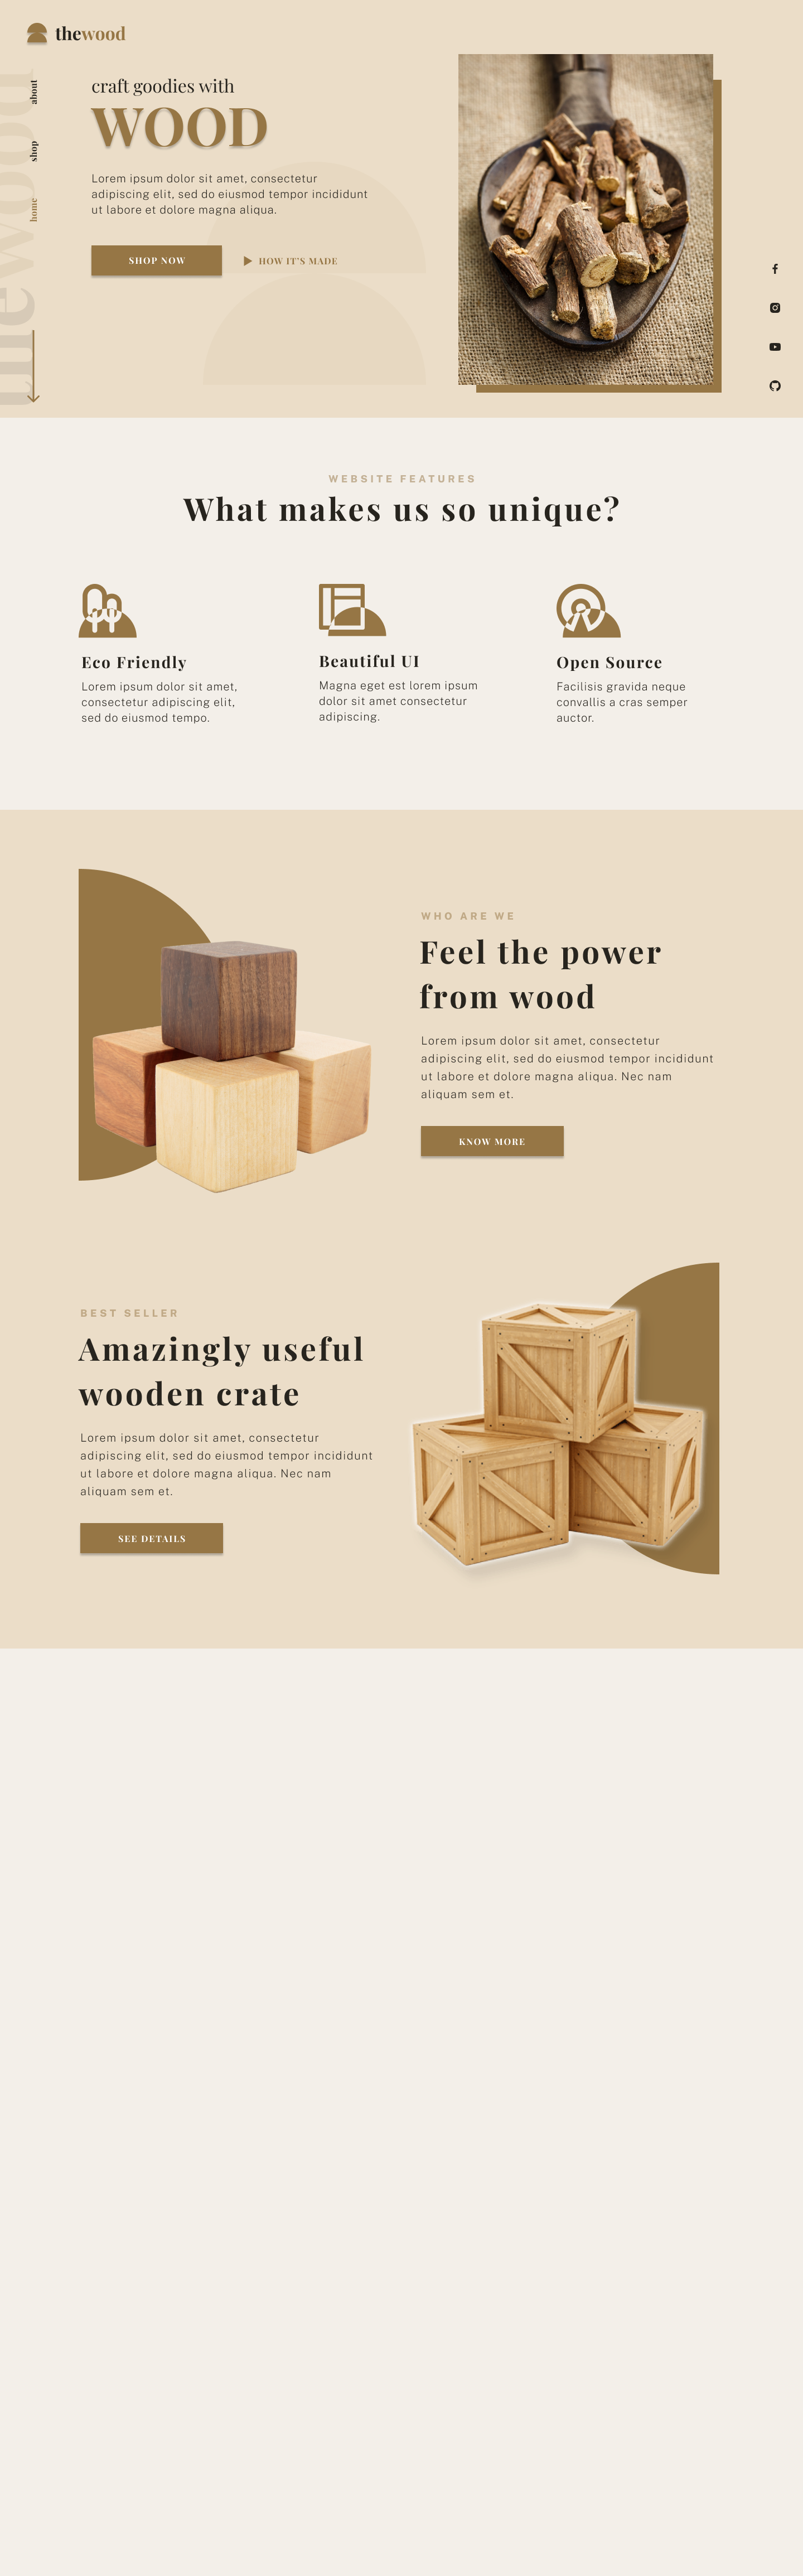 thewood
about
shop
home
thewood
craft goodies with
WOOD
Lorem ipsum dolor sit amet, consectetur
adipiscing elit, sed do eiusmod tempor incididunt
ut labore et dolore magna aliqua.
SHOP NOW
HOW IT'S MADE
WEBSITE FEATURES
What makes us so unique?
Eco Friendly
Lorem ipsum dolor sit amet,
consectetur adipiscing elit,
sed do eiusmod tempo.
Beautiful UI
Magna eget est lorem ipsum
dolor sit amet consectetur
adipiscing.
Open Source
Facilisis gravida neque
convallis a cras semper
auctor.
WHO ARE WE
Feel the power
from wood
Lorem ipsum dolor sit amet, consectetur
adipiscing elit, sed do eiusmod tempor incididunt
ut labore et dolore magna aliqua. Nec nam
aliquam sem et.
KNOW MORE
BEST SELLER
Amazingly useful
wooden crate
Lorem ipsum dolor sit amet, consectetur
adipiscing elit, sed do eiusmod tempor incididunt
ut labore et dolore magna aliqua. Nec nam
aliquam sem et.
SEE DETAILS